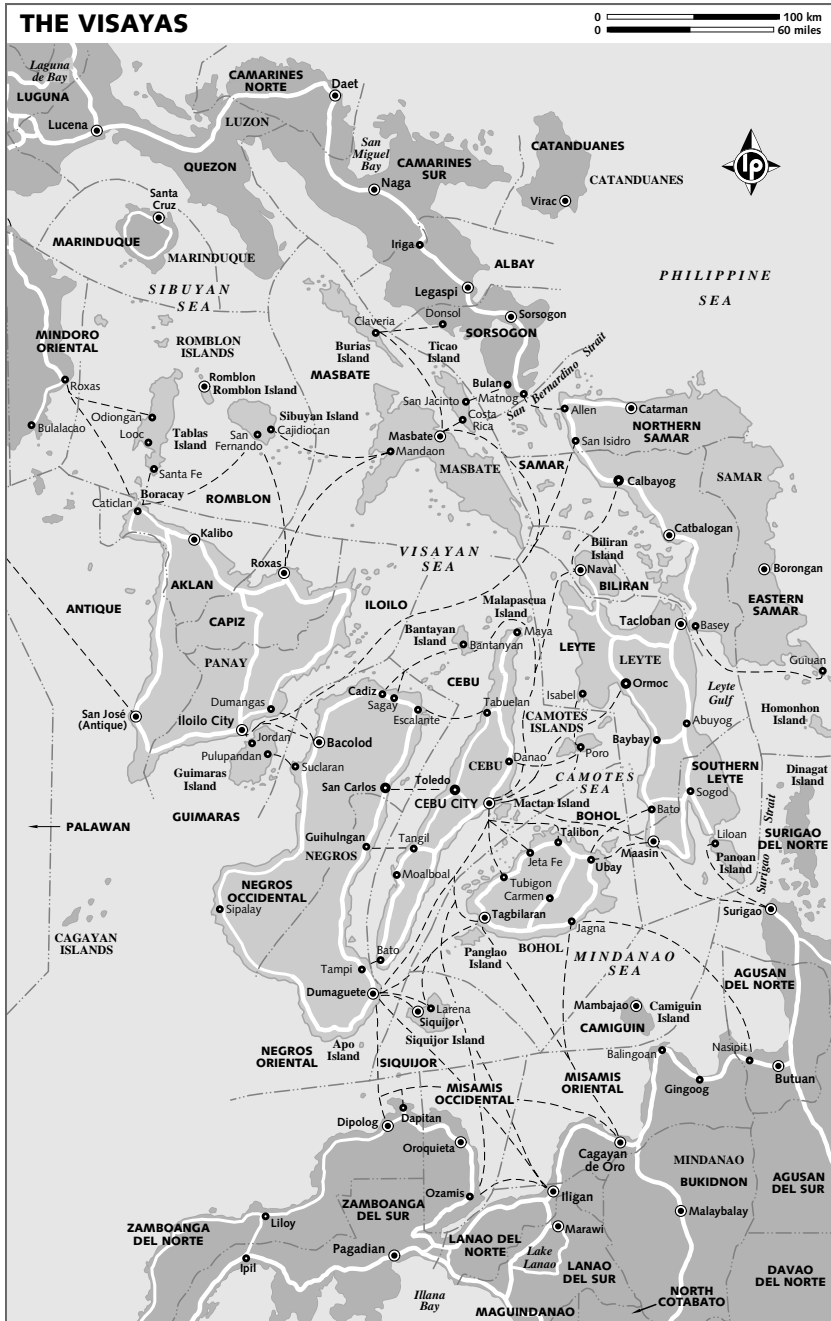 THE VISAYAS
0 100 km
0 60 miles
Laguna
de Bay
LUGUNA
Lucena
CAMARINES
NORTE
Daet
LUZON
QUEZON
San
Miguel
Bay
CAMARINES
SUR
Naga
CATANDUANES
CATANDUANES
Virac
lp
Santa
Cruz
MARINDUQUE
MARINDUQUE
Iriga
ALBAY
Legaspi
PHILIPPINE
SEA
SIBUYAN
SEA
Claveria
Donsol
Sorsogon
SORSOGON
MINDORO
ORIENTAL
ROMBLON
ISLANDS
Burias
Island
Ticao
Island
San Bernardino Strait
Roxas
Romblon
Romblon Island
MASBATE
Bulan
Matnog
San Jacinto
Allen
Catarman
NORTHERN
SAMAR
Odiongan
Looc
Tablas
Island
San
Fernando
Sibuyan Island
Cajidiocan
Costa
Rica
Masbate
Mandaon
San Isidro
Bulalacao
MASBATE
SAMAR
SAMAR
Santa Fe
Boracay
ROMBLON
Caticlan
Calbayog
Kalibo
Catbalogan
VISAYAN
SEA
Biliran
Island
Naval
BILIRAN
Roxas
AKLAN
Borongan
ANTIQUE
ILOILO
Malapascua
Island
EASTERN
SAMAR
CAPIZ
Tacloban
Basey
Maya
Bantayan
Island
Bantanyan
LEYTE
LEYTE
PANAY
Guiuan
CEBU
Ormoc
Leyte
Gulf
Cadiz
Sagay
Escalante
Tabuelan
Isabel
Homonhon
Island
San José
(Antique)
Dumangas
Iloilo City
Jordan
Bacolod
CAMOTES
ISLANDS
Abuyog
Pulupandan
Baybay
Suclaran
Danao
CEBU
Poro
Guimaras
Island
CAMOTES
SEA
SOUTHERN
LEYTE
Dinagat
Island
San Carlos
Toledo
Sogod
CEBU CITY
Mactan Island
Bato
GUIMARAS
BOHOL
PALAWAN
Talibon
Liloan
SURIGAO
DEL NORTE
Guihulngan
Tangil
Maasin
Panoan
Island
NEGROS
Jeta Fe
Ubay
Surigao Strait
Moalboal
Tubigon
NEGROS
OCCIDENTAL
Carmen
Sipalay
Tagbilaran
Jagna
Surigao
CAGAYAN
ISLANDS
Panglao
Island
BOHOL
Bato
Tampi
MINDANAO
SEA
AGUSAN
DEL NORTE
Dumaguete
Larena
Siquijor
Mambajao
Camiguin
Island
CAMIGUIN
Siquijor Island
Apo
Island
NEGROS
ORIENTAL
SIQUIJOR
Balingoan
Nasipit
Butuan
MISAMIS
OCCIDENTAL
MISAMIS
ORIENTAL
Gingoog
Dapitan
Dipolog
Oroquieta
Cagayan
de Oro
MINDANAO
BUKIDNON
AGUSAN
DEL SUR
Ozamis
Iligan
ZAMBOANGA
DEL SUR
Malaybalay
Liloy
ZAMBOANGA
DEL NORTE
Marawi
LANAO DEL
NORTE
Pagadian
Lake
Lanao
Ipil
LANAO
DEL SUR
DAVAO
DEL NORTE
Illana
Bay
NORTH
COTABATO
MAGUINDANAO